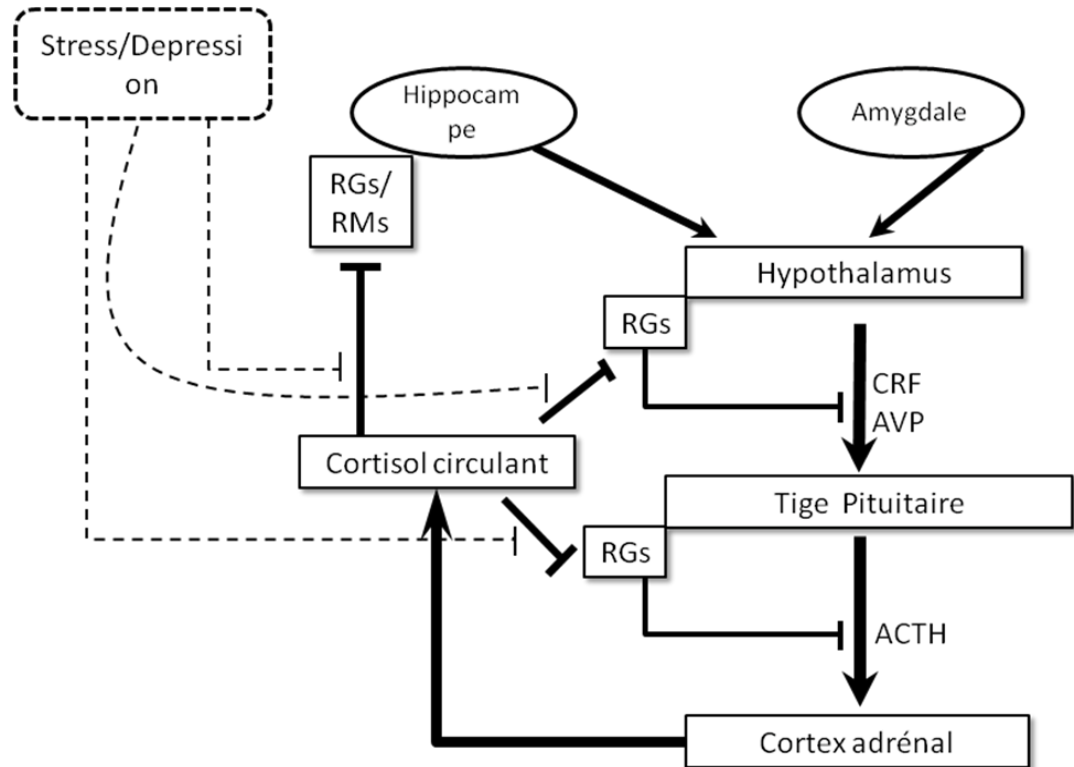 Stress/Depressi
on
Hippocam
pe
Amygdale
RGs/
RMs
Hypothalamus
RGs
CRF
AVP
Cortisol circulant
Tige Pituitaire
RGs
ACTH
Cortex adrénal